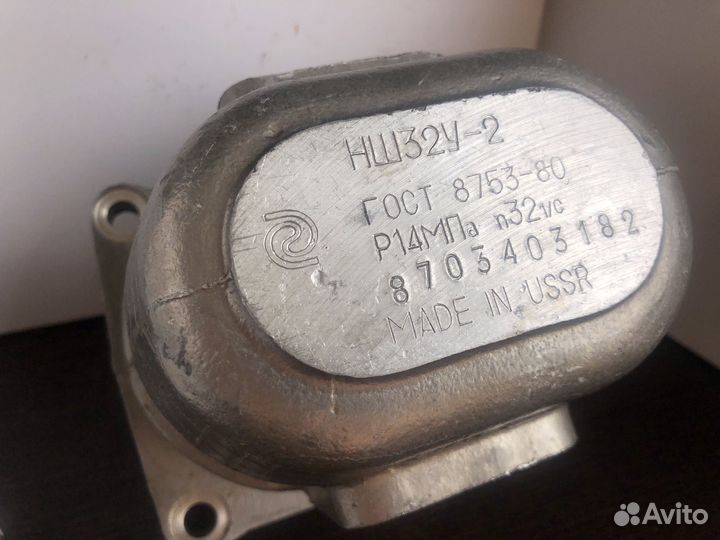 НШ32У-2
ГОСТ 8753-80
Р14МПа n32 1/с
8703403182
MADE IN USSR
Avito